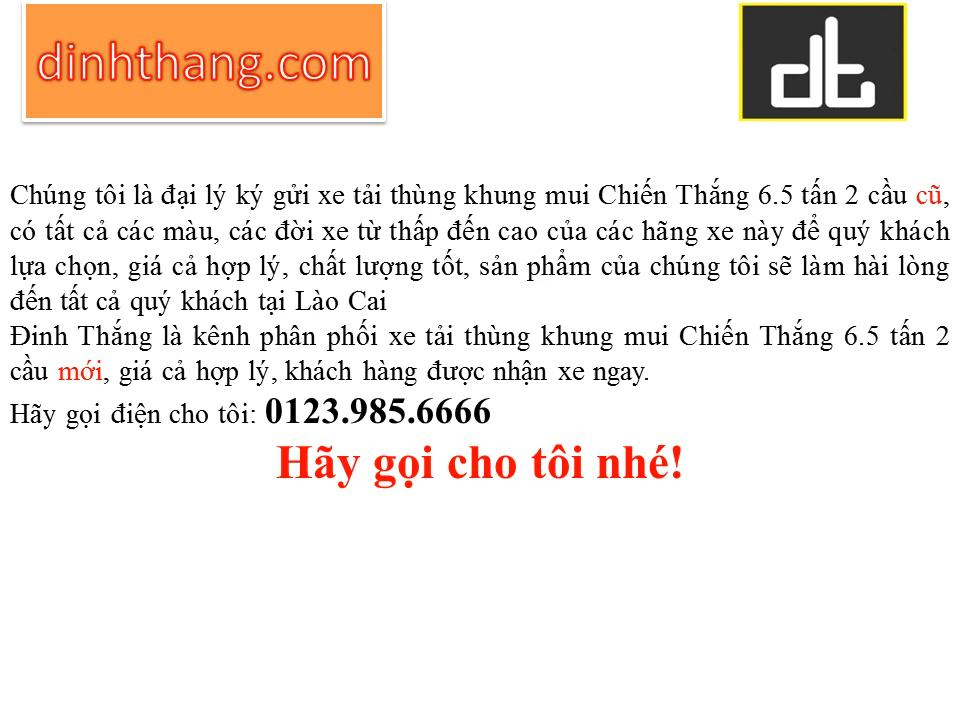 dinhthang.com
dt
Chúng tôi là đại lý ký gửi xe tải thùng khung mui Chiến Thắng 6.5 tấn 2 cầu cũ,
có tất cả các màu, các đời xe từ thấp đến cao của các hãng xe này để quý khách
lựa chọn, giá cả hợp lý, chất lượng tốt, sản phẩm của chúng tôi sẽ làm hài lòng
đến tất cả quý khách tại Lào Cai
Đinh Thắng là kênh phân phối xe tải thùng khung mui Chiến Thắng 6.5 tấn 2
cầu mới, giá cả hợp lý, khách hàng được nhận xe ngay.
Hãy gọi điện cho tôi: 0123.985.6666
Hãy gọi cho tôi nhé!